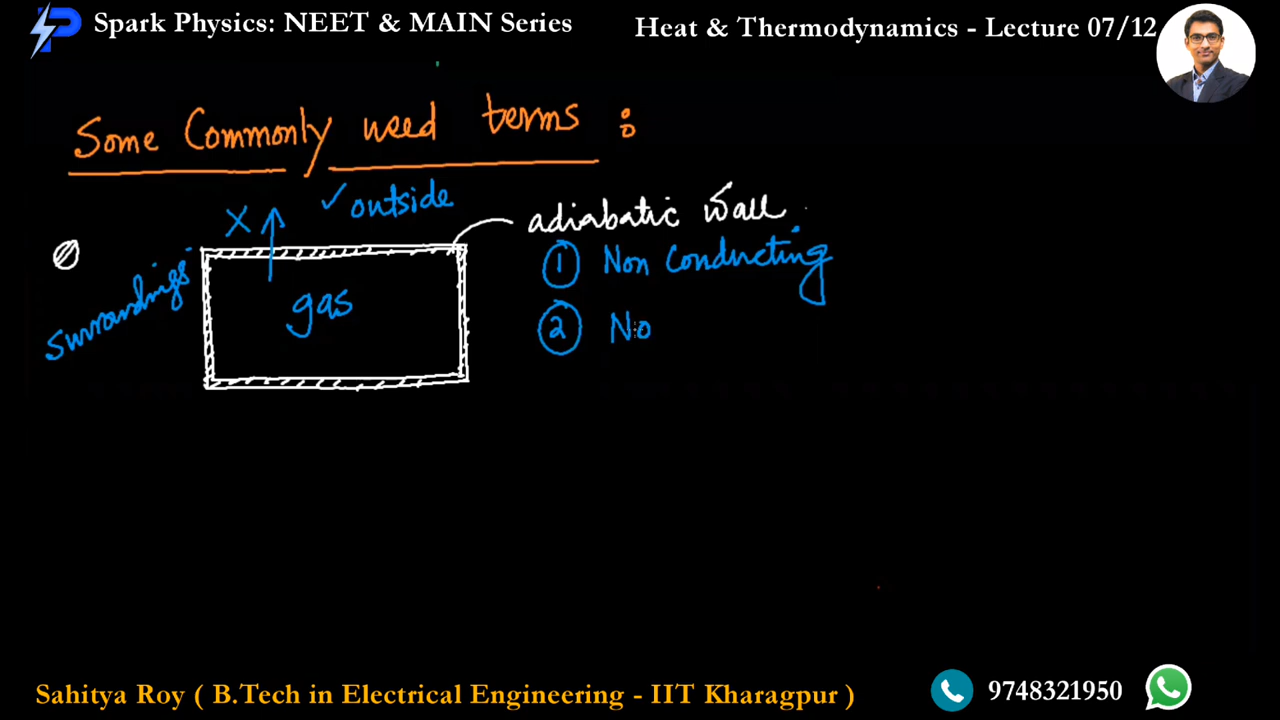 Spark Physics: NEET & MAIN Series
Heat & Thermodynamics - Lecture 07/12
Some Commonly used terms :
X ✓ outside
adiabatic wall
surroundings
gas
① Non Conducting
② No
Sahitya Roy ( B.Tech in Electrical Engineering - IIT Kharagpur )
9748321950